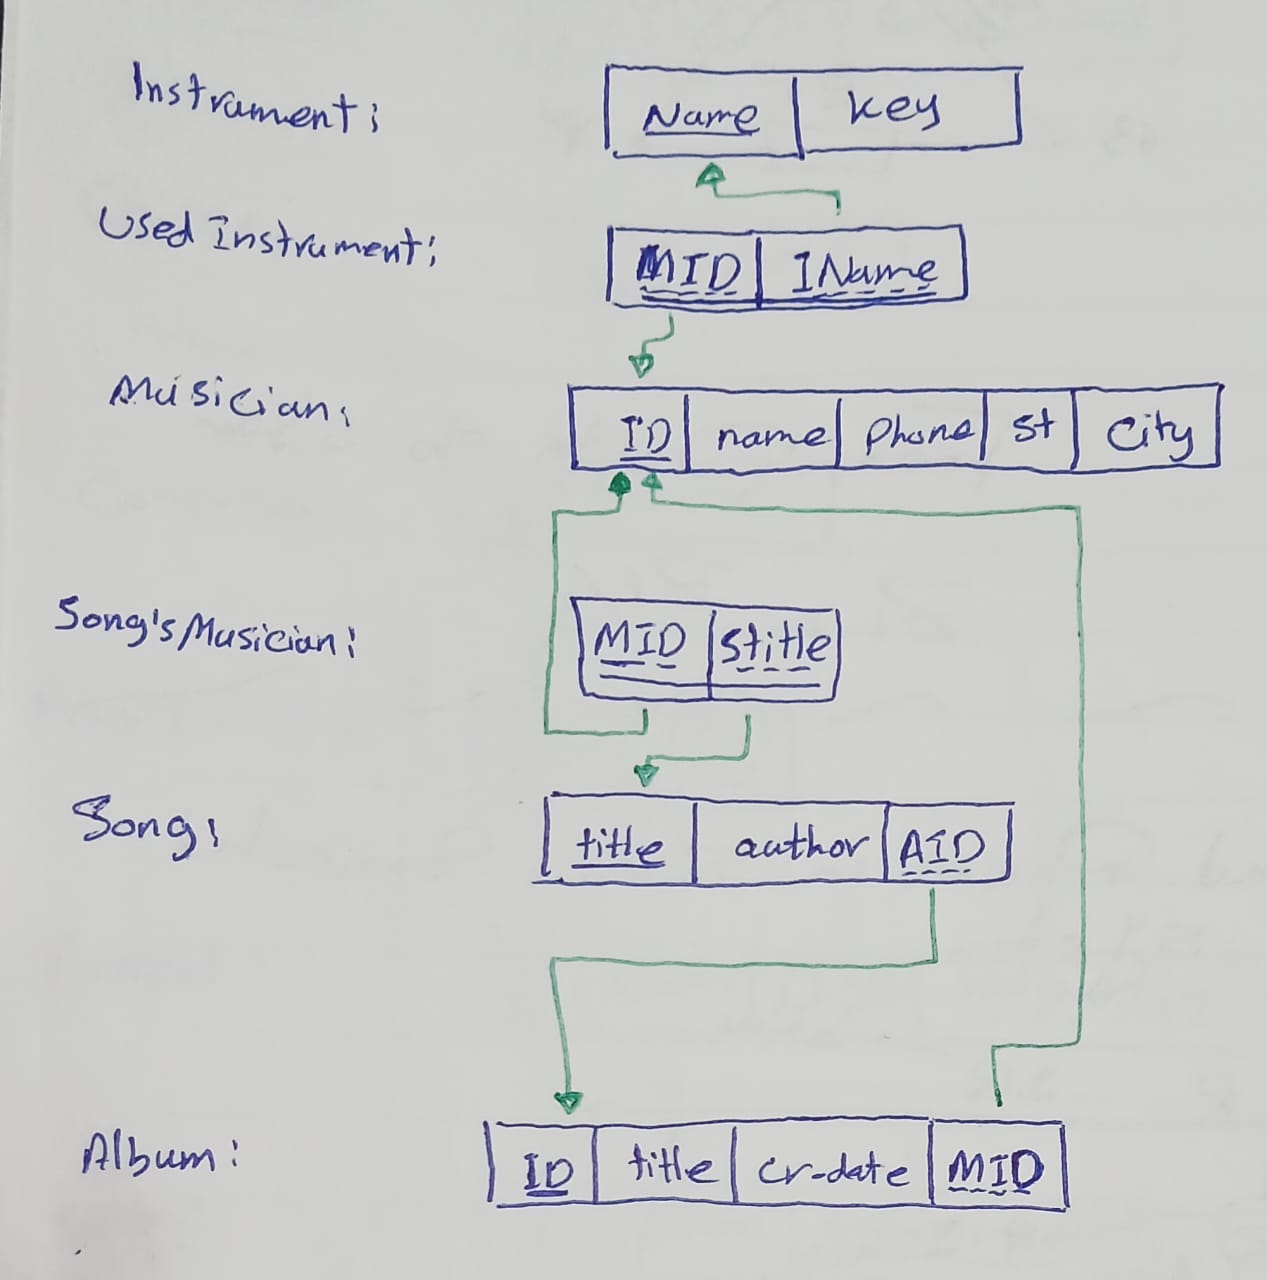 Instrument:
Name key
Used Instrument:
MID IName
Musician:
ID name Phone st City
Song's Musician:
MID Stitle
Song:
title author AID
Album:
ID title cr-date MID